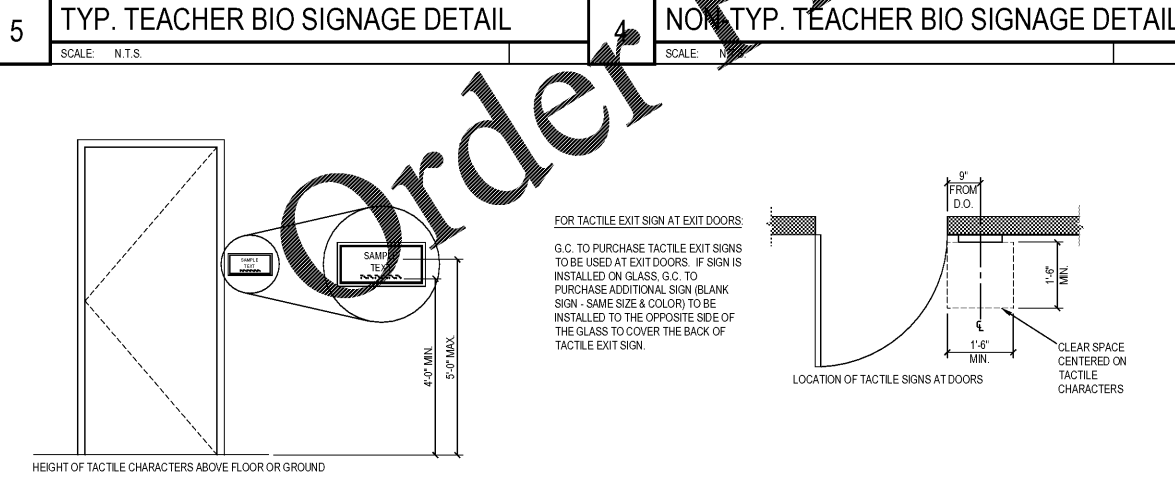 5
TYP. TEACHER BIO SIGNAGE DETAIL
SCALE: N.T.S.
4
NON-TYP. TEACHER BIO SIGNAGE DETAIL
SCALE: N.T.S.
Order
SAMPLE
TEXT
SAMPLE
TEXT
4'-0" MIN.
5'-0" MAX.
HEIGHT OF TACTILE CHARACTERS ABOVE FLOOR OR GROUND
FOR TACTILE EXIT SIGN AT EXIT DOORS:
G.C. TO PURCHASE TACTILE EXIT SIGNS
TO BE USED AT EXIT DOORS. IF SIGN IS
INSTALLED ON GLASS, G.C. TO
PURCHASE ADDITIONAL SIGN (BLANK
SIGN - SAME SIZE & COLOR) TO BE
INSTALLED TO THE OPPOSITE SIDE OF
THE GLASS TO COVER THE BACK OF
TACTILE EXIT SIGN.
9"
FROM
D.O.
1'-6"
MIN.
1'-6"
MIN.
CLEAR SPACE
CENTERED ON
TACTILE
CHARACTERS
LOCATION OF TACTILE SIGNS AT DOORS